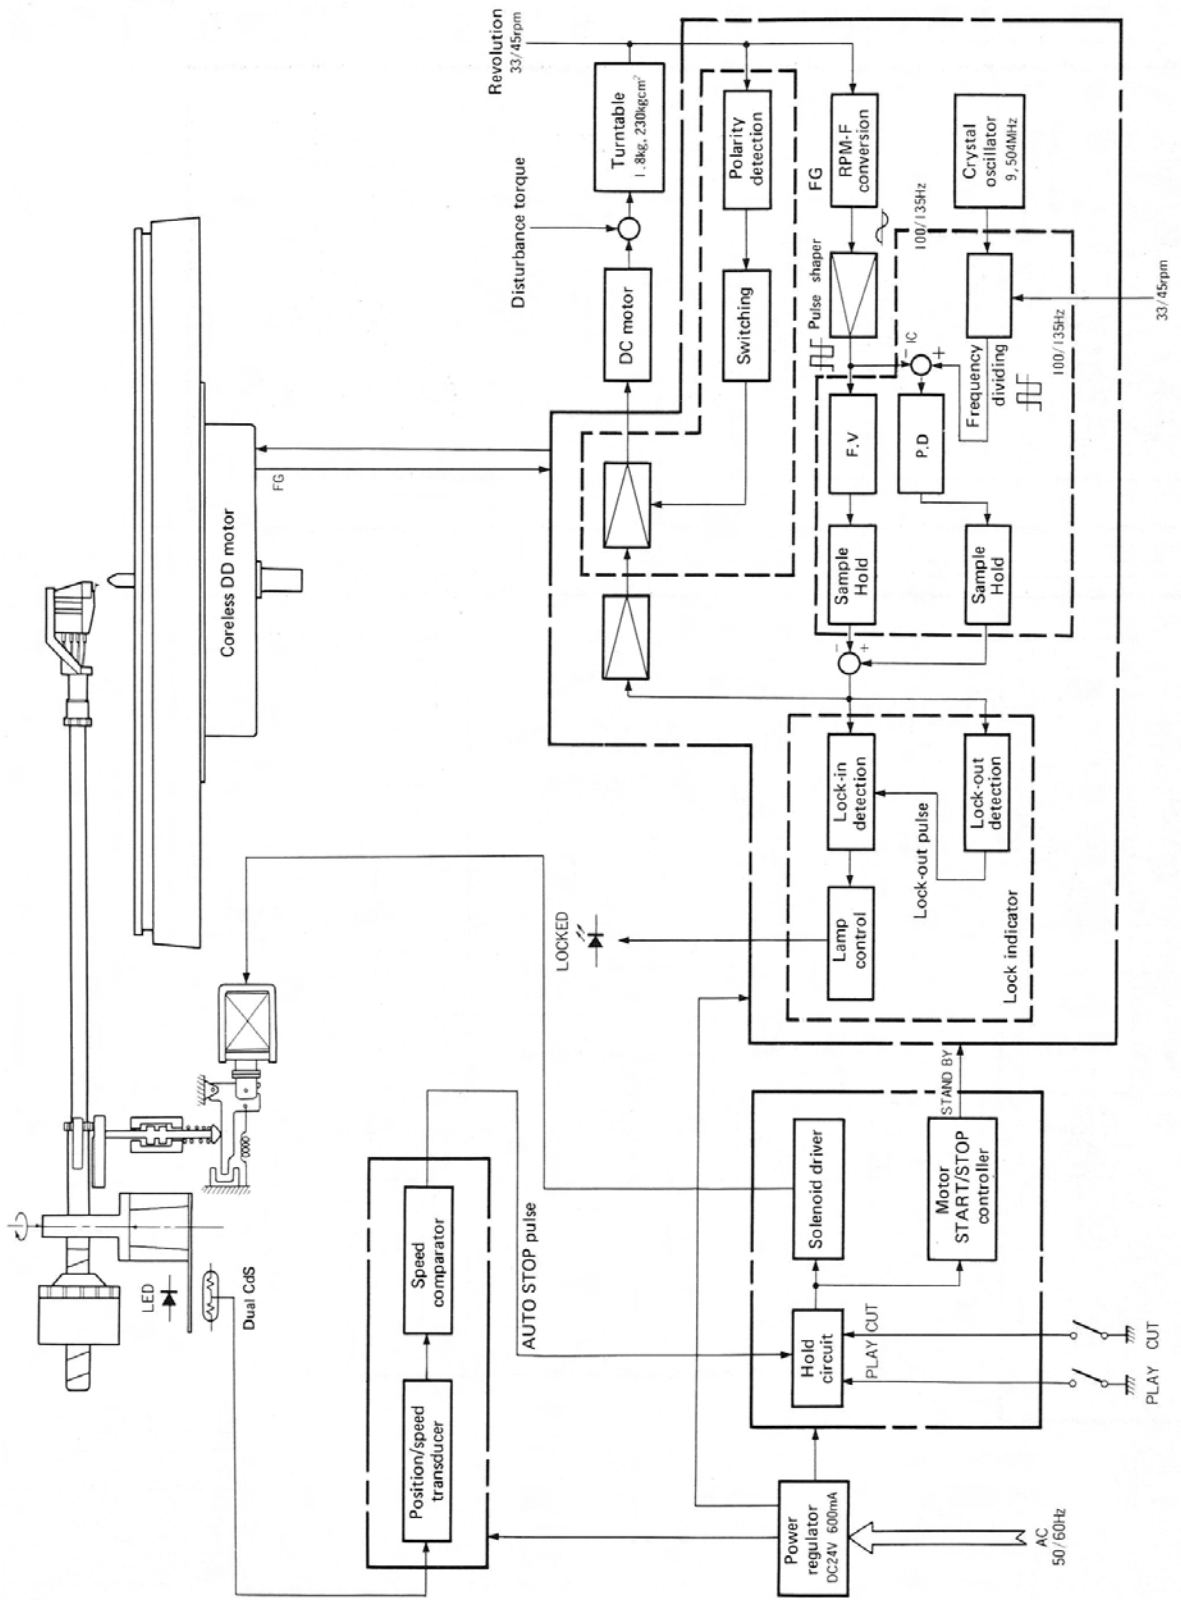 Coreless DD motor
FG
LED
Dual CdS
Position/speed
transducer
Speed
comparator
AUTO STOP pulse
LOCKED
Disturbance torque
Revolution
33/45rpm
DC motor
Turntable
1.8kg, 230kgcm²
Switching
Polarity
detection
Lamp
control
Lock-in
detection
Lock-out pulse
Lock-out
detection
Lock indicator
-
+
Sample
Hold
F.V
Pulse shaper
FG
RPM-F
conversion
100/135Hz
Sample
Hold
P.D
-
IC
+
Frequency
dividing
100/135Hz
Crystal
oscillator
9,504MHz
33/45rpm
Power
regulator
DC24V 600mA
AC
50/60Hz
Hold
circuit
PLAY CUT
Solenoid driver
Motor
START/STOP
controller
STAND BY
PLAY CUT